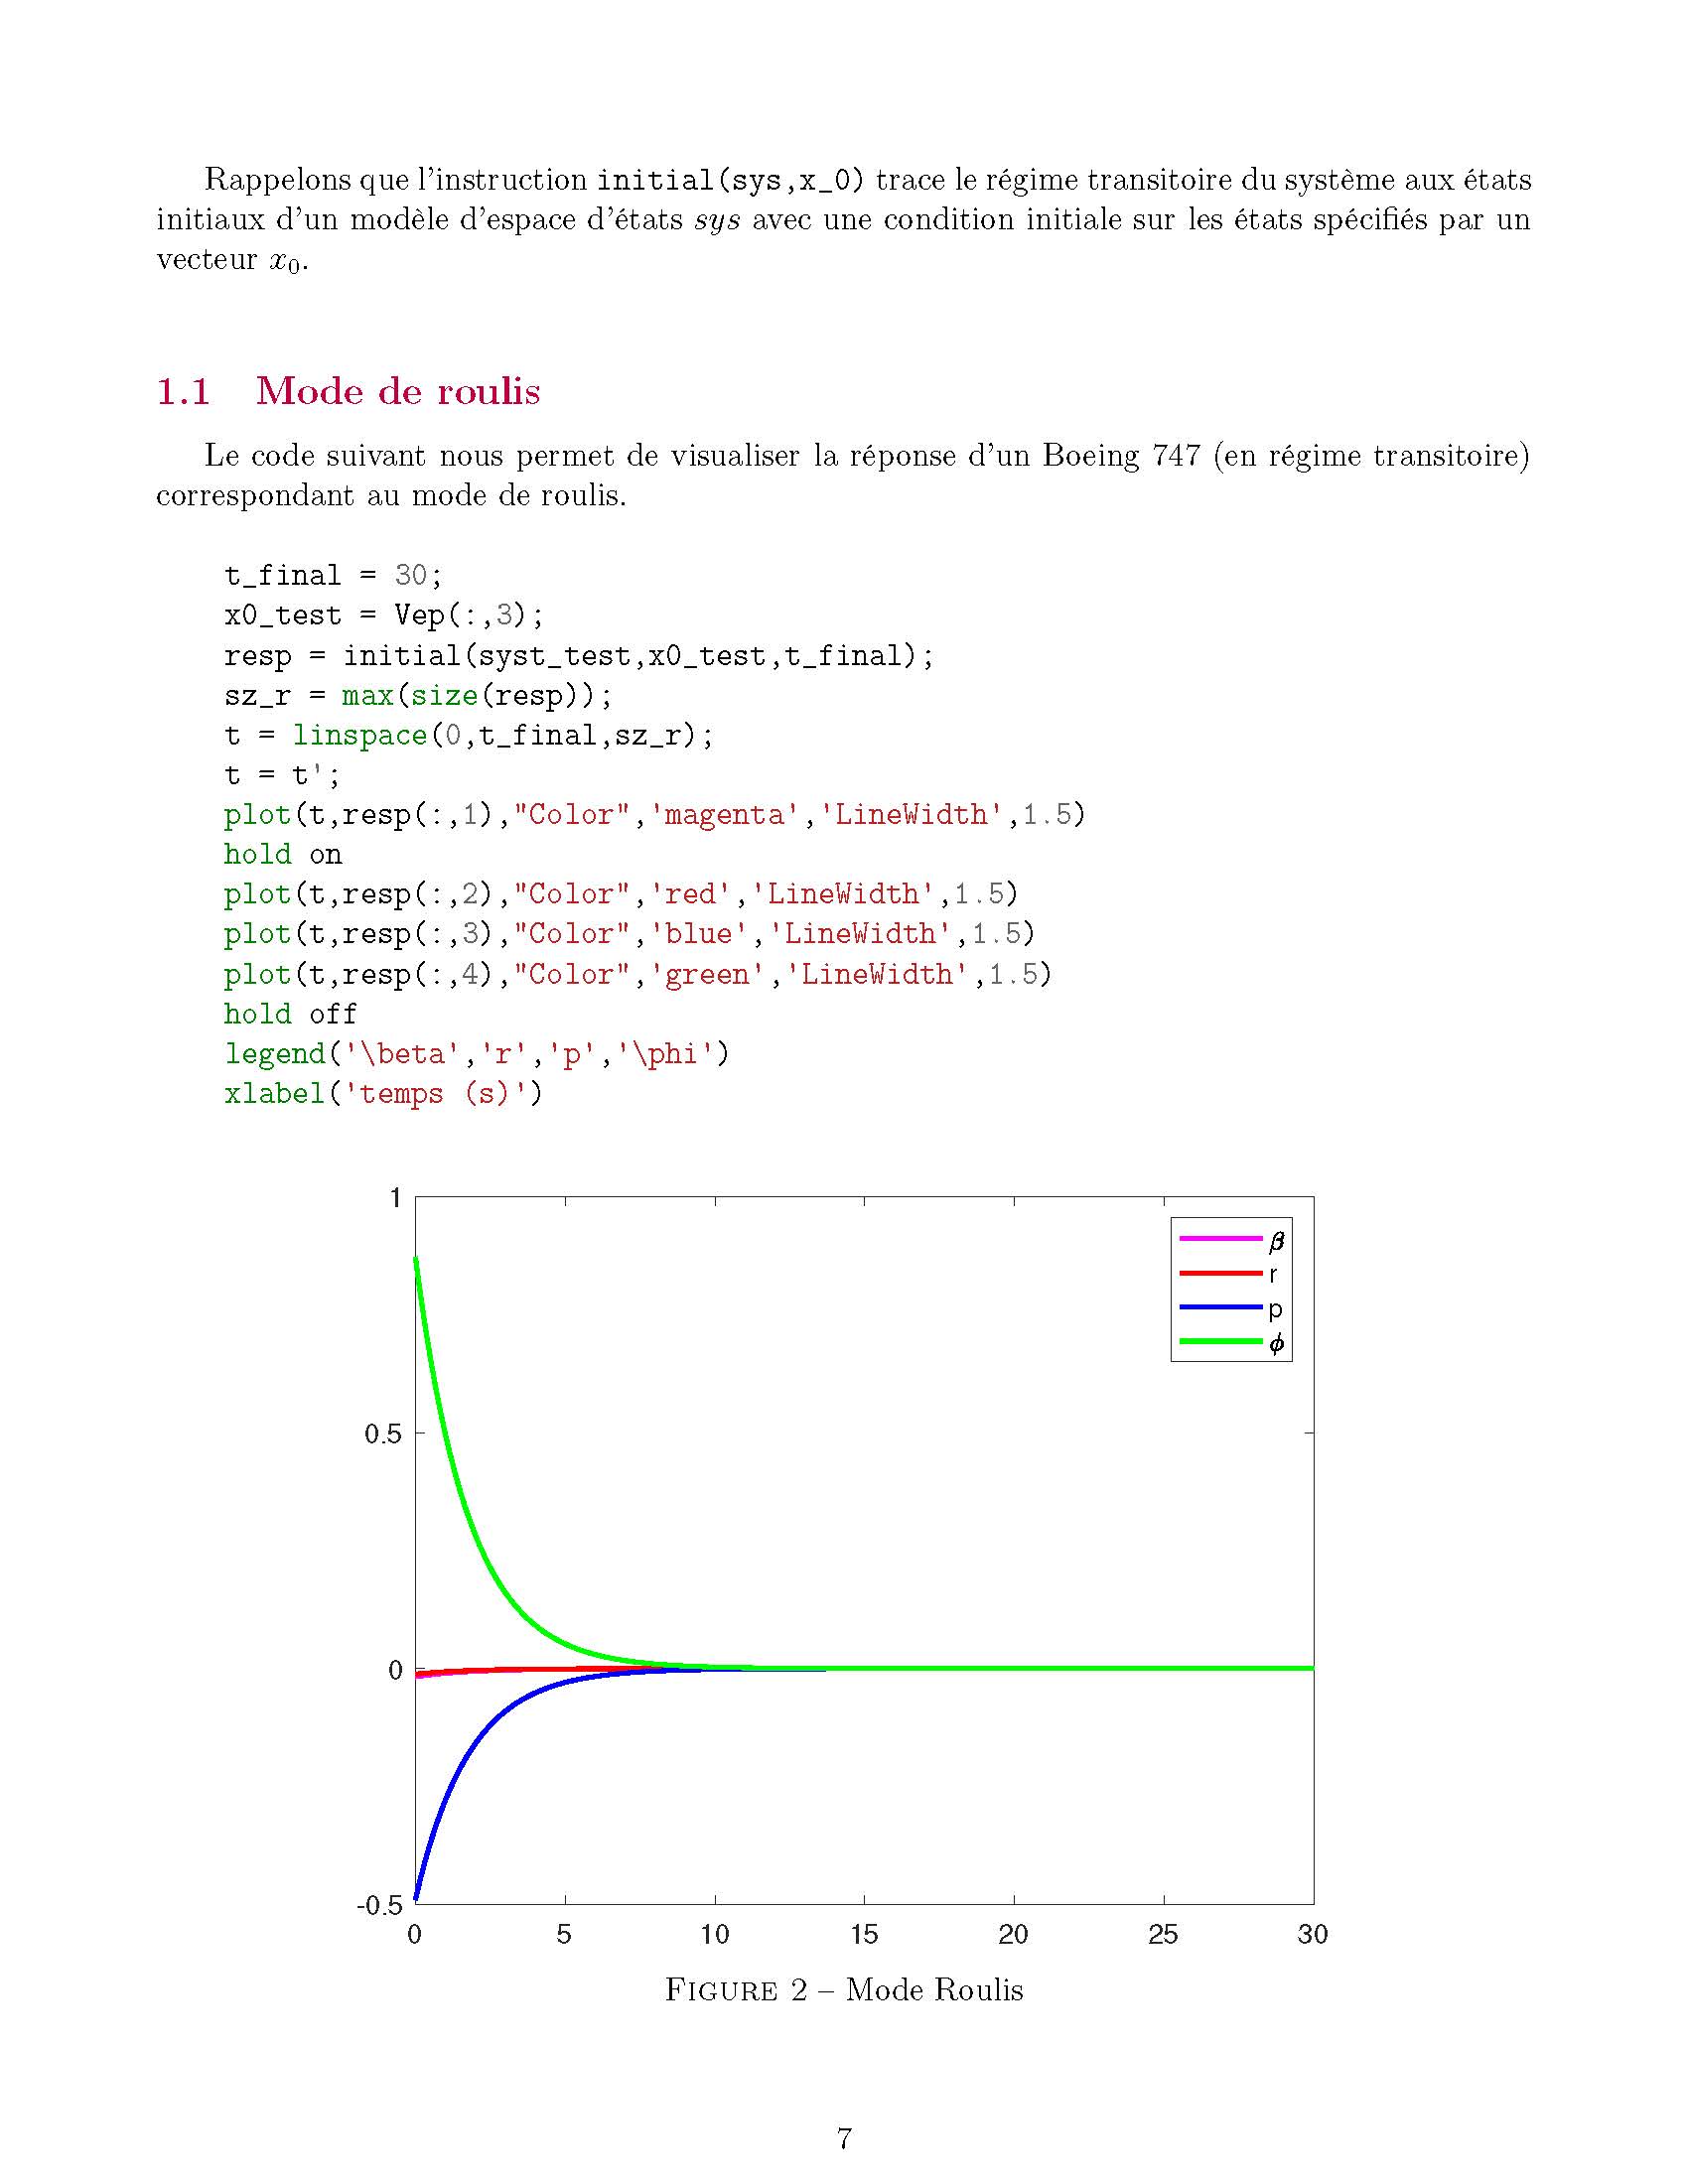 Rappelons que l'instruction initial(sys,x_0) trace le régime transitoire du système aux états
initiaux d'un modèle d'espace d'états sys avec une condition initiale sur les états spécifiés par un
vecteur x₀.
1.1 Mode de roulis
Le code suivant nous permet de visualiser la réponse d'un Boeing 747 (en régime transitoire)
correspondant au mode de roulis.
t_final = 30;
x0_test = Vep(:,3);
resp = initial(syst_test,x0_test,t_final);
sz_r = max(size(resp));
t = linspace(0,t_final,sz_r);
t = t';
plot(t,resp(:,1),"Color",'magenta','LineWidth',1.5)
hold on
plot(t,resp(:,2),"Color",'red','LineWidth',1.5)
plot(t,resp(:,3),"Color",'blue','LineWidth',1.5)
plot(t,resp(:,4),"Color",'green','LineWidth',1.5)
hold off
legend('\beta','r','p','\phi')
xlabel('temps (s)')
1
β
r
p
ϕ
0.5
0
-0.5
0 5 10 15 20 25 30
FIGURE 2 – Mode Roulis
7